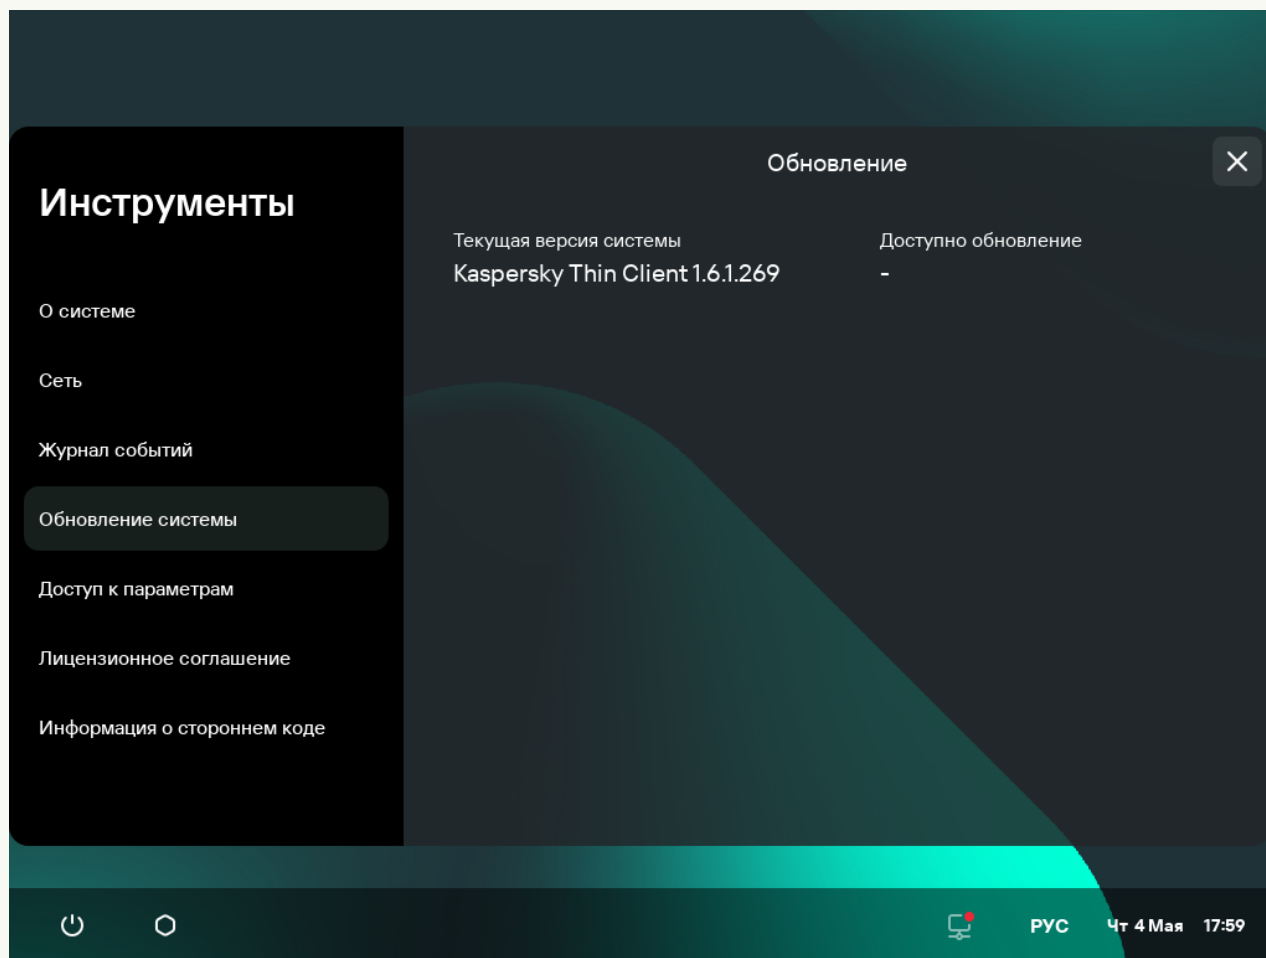 Обновление
Инструменты
Текущая версия системы
Доступно обновление
Kaspersky Thin Client 1.6.1.269
-
О системе
Сеть
Журнал событий
Обновление системы
Доступ к параметрам
Лицензионное соглашение
Информация о стороннем коде
РУС
Чт 4 Мая
17:59